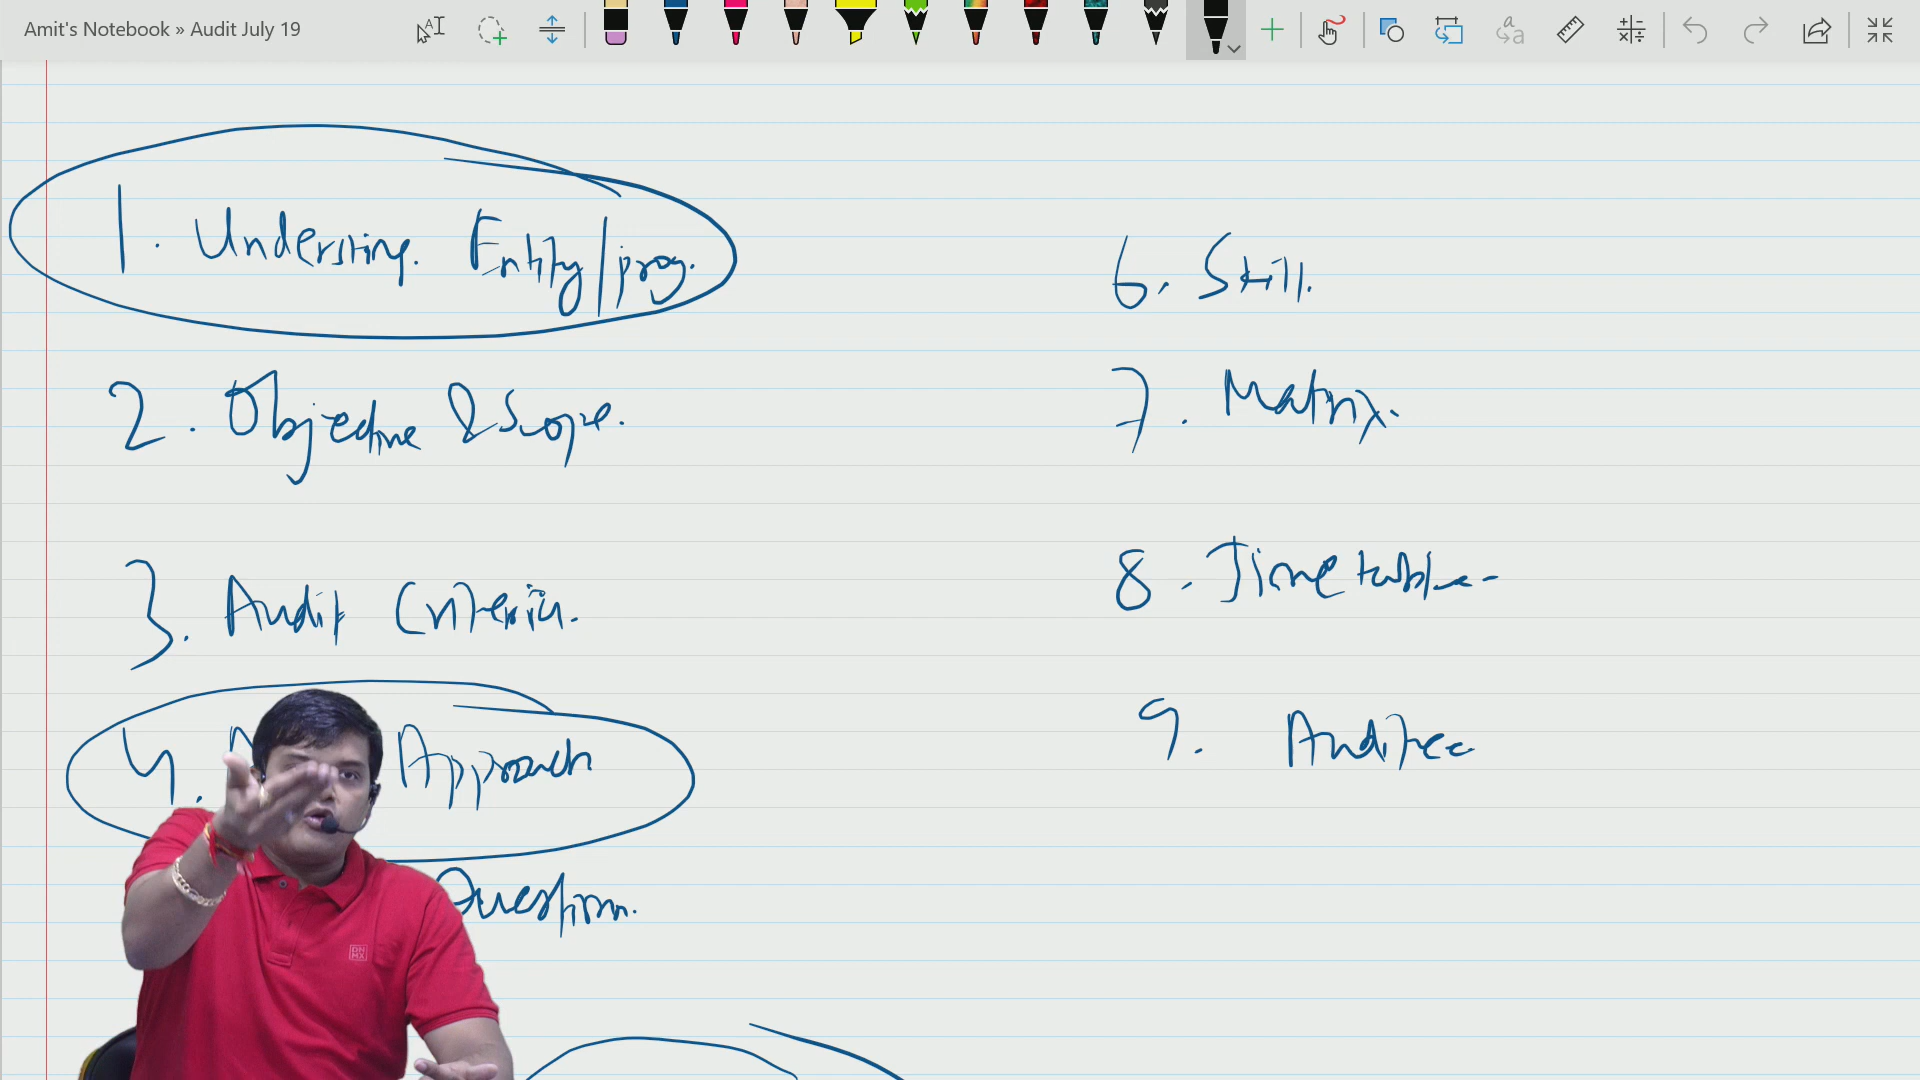 Amit's Notebook » Audit July 19
1. Understing. Entity/prog.
2. Objective & Scope.
3. Audit Criteria.
4. Approach
Question.
6. Skill.
7. Matrix.
8. Time table
9. Auditee